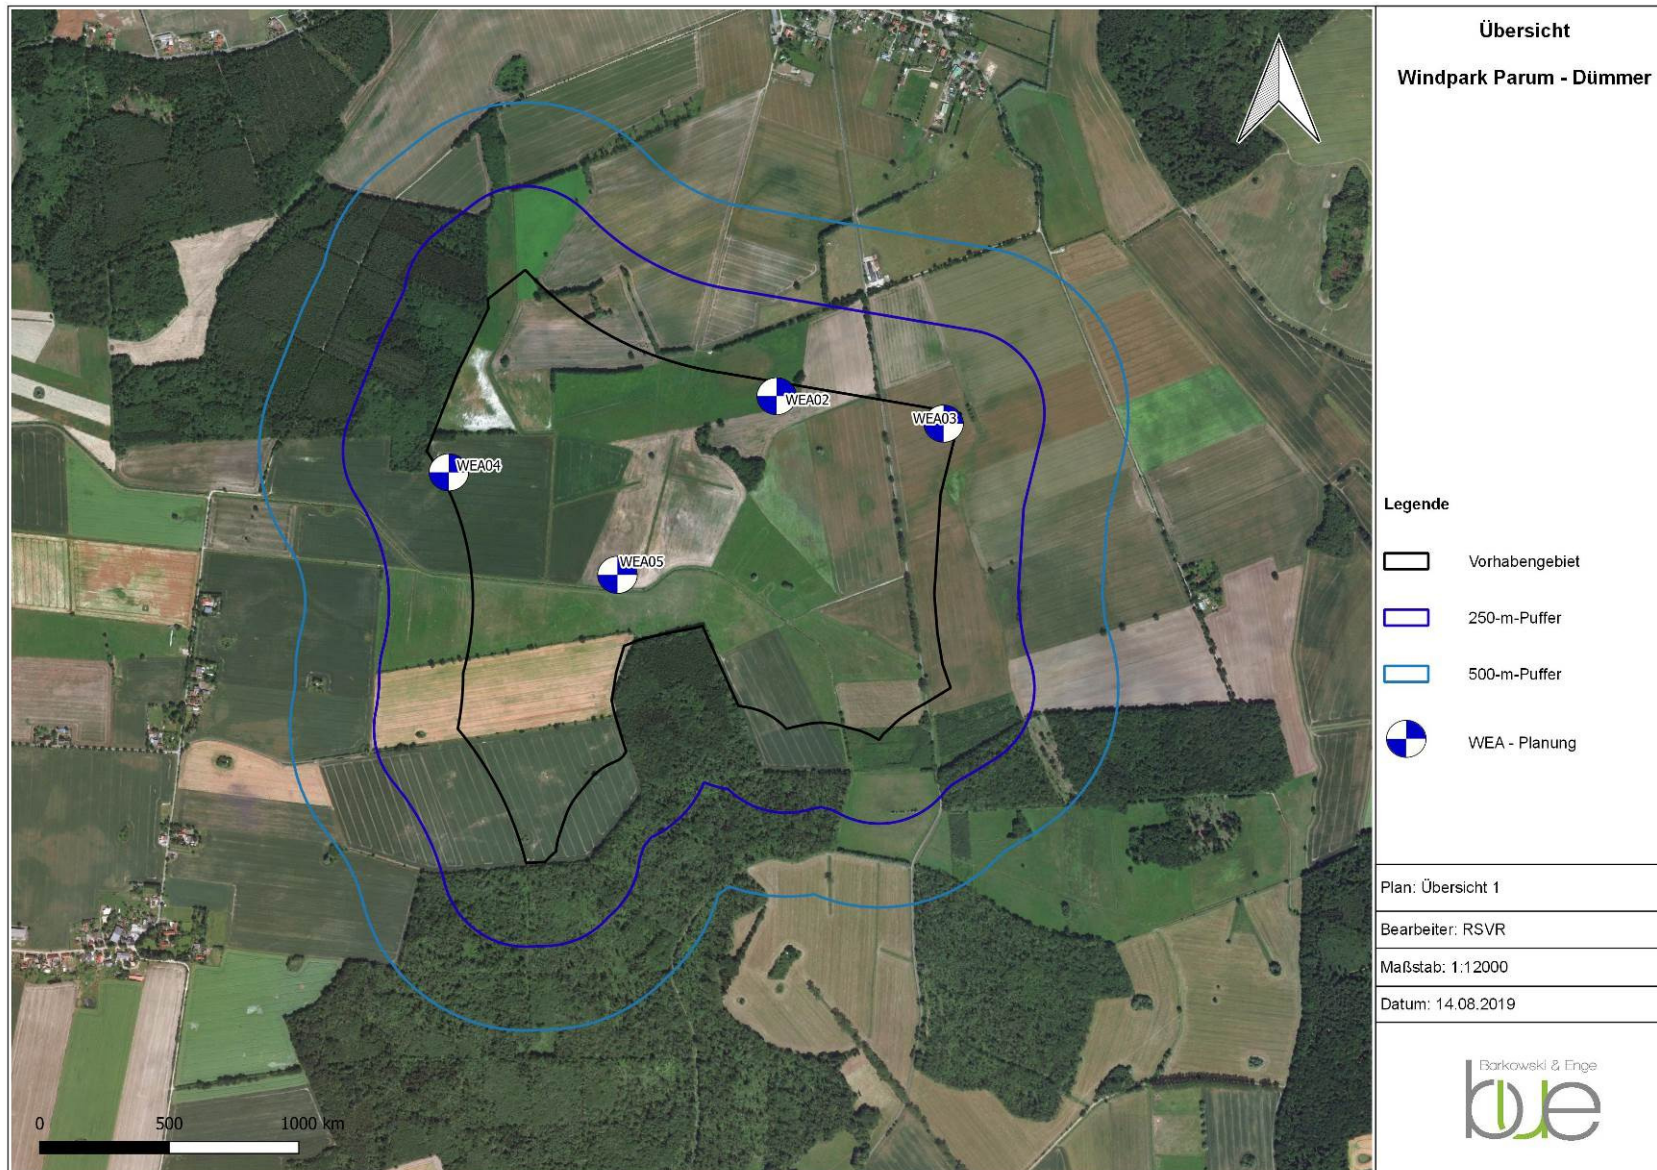 Übersicht
Windpark Parum - Dümmer
WEA02
WEA03
WEA04
WEA05
Legende
Vorhabengebiet
250-m-Puffer
500-m-Puffer
WEA - Planung
Plan: Übersicht 1
Bearbeiter: RSVR
Maßstab: 1:12000
Datum: 14.08.2019
Barkowski & Enge
bue
0 500 1000 km